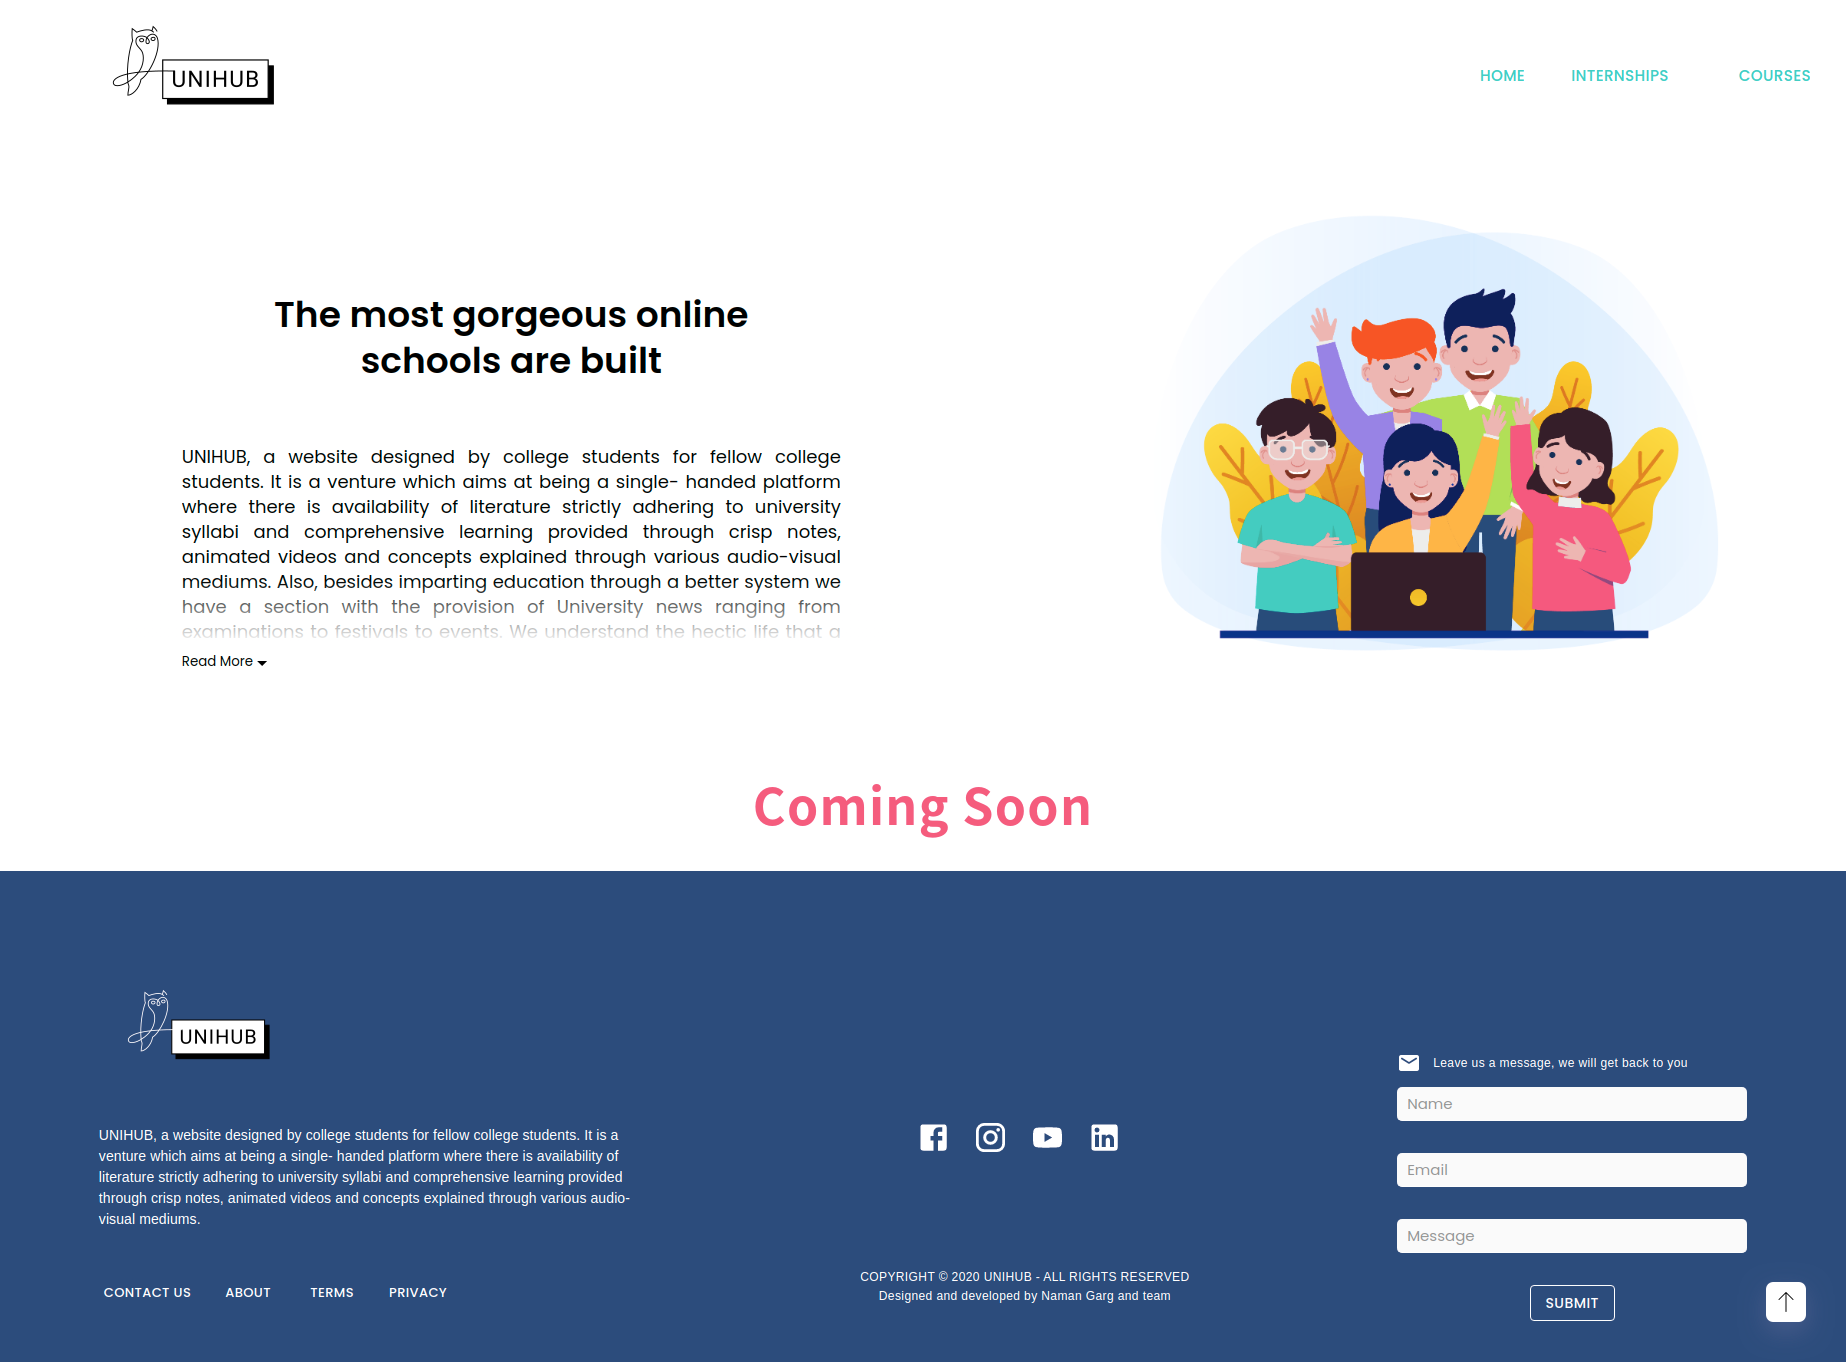 UNIHUB
HOME INTERNSHIPS COURSES
The most gorgeous online
schools are built
UNIHUB, a website designed by college students for fellow college
students. It is a venture which aims at being a single- handed platform
where there is availability of literature strictly adhering to university
syllabi and comprehensive learning provided through crisp notes,
animated videos and concepts explained through various audio-visual
mediums. Also, besides imparting education through a better system we
have a section with the provision of University news ranging from
examinations to festivals to events. We understand the hectic life that a
Read More
Coming Soon
UNIHUB
UNIHUB, a website designed by college students for fellow college students. It is a
venture which aims at being a single- handed platform where there is availability of
literature strictly adhering to university syllabi and comprehensive learning provided
through crisp notes, animated videos and concepts explained through various audio-
visual mediums.
CONTACT US ABOUT TERMS PRIVACY
COPYRIGHT © 2020 UNIHUB - ALL RIGHTS RESERVED
Designed and developed by Naman Garg and team
Leave us a message, we will get back to you
Name
Email
Message
SUBMIT